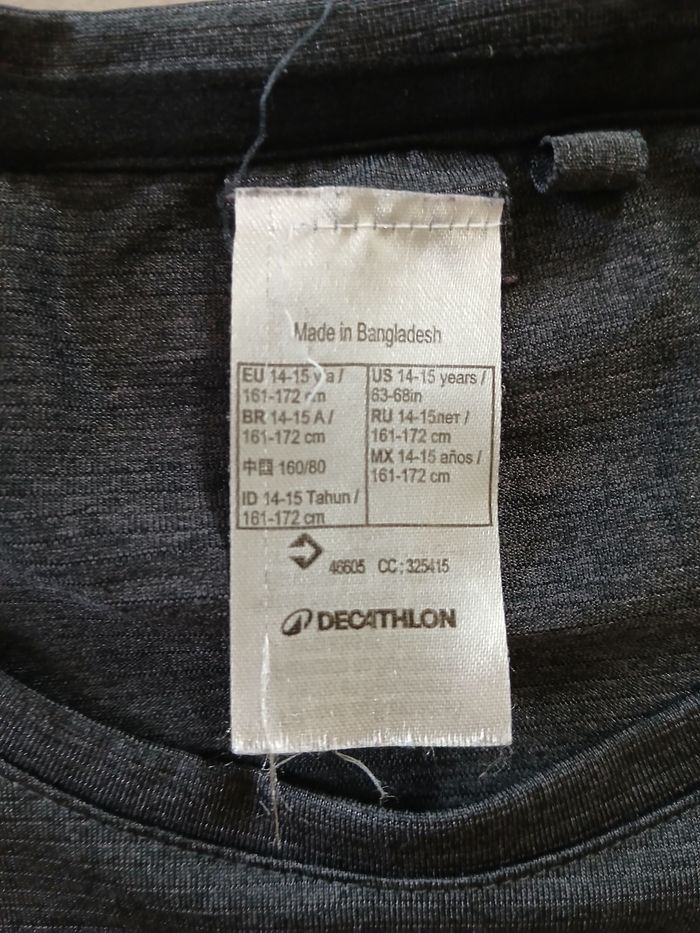 Made in Bangladesh
EU 14-15 y/a /
161-172 cm
BR 14-15 A /
161-172 cm
中国 160/80
ID 14-15 Tahun /
161-172 cm
US 14-15 years /
63-68in
RU 14-15лет /
161-172 cm
MX 14-15 años /
161-172 cm
46605 CC: 325415
DECATHLON